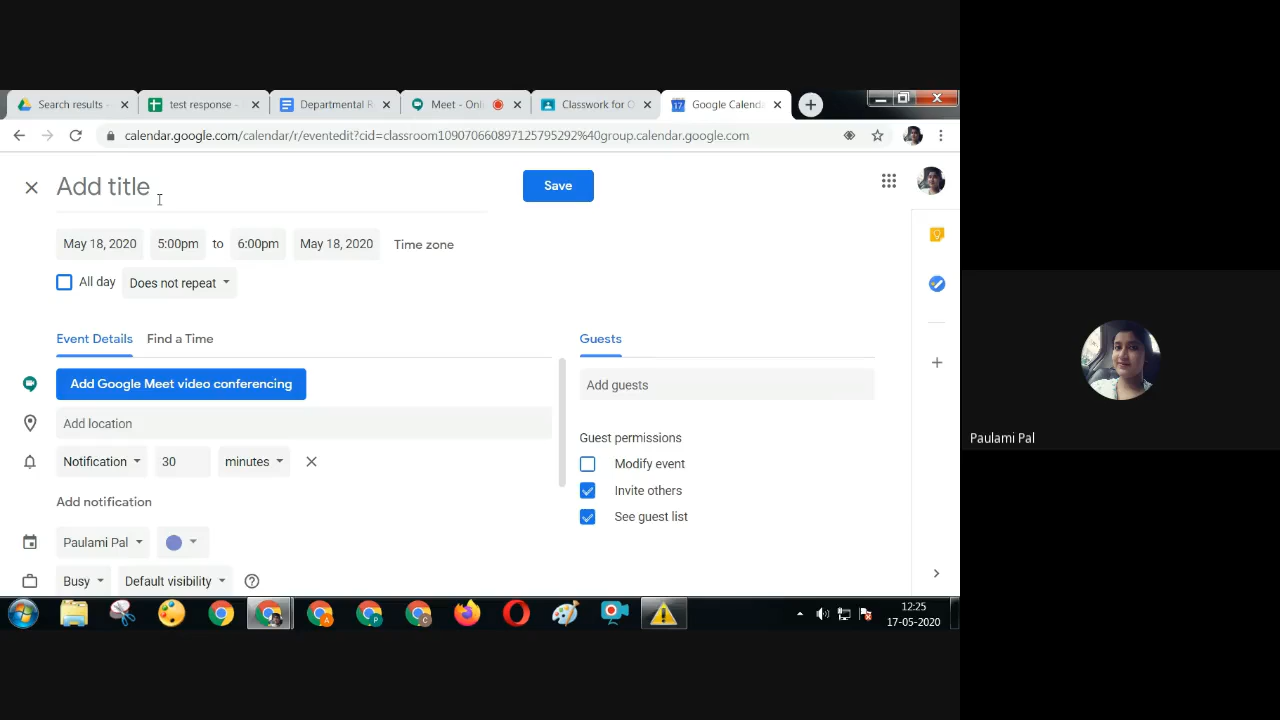 Search results
test response -
Departmental R
Meet - Onli
Classwork for O
Google Calenda
calendar.google.com/calendar/r/eventedit?cid=classroom109070660897125795292%40group.calendar.google.com
Add title
Save
May 18, 2020 5:00pm to 6:00pm May 18, 2020 Time zone
All day Does not repeat
Event Details Find a Time
Guests
Add Google Meet video conferencing
Add guests
Add location
Guest permissions
Notification 30 minutes
Modify event
Invite others
Add notification
See guest list
Paulami Pal
Busy Default visibility
12:25
17-05-2020
Paulami Pal